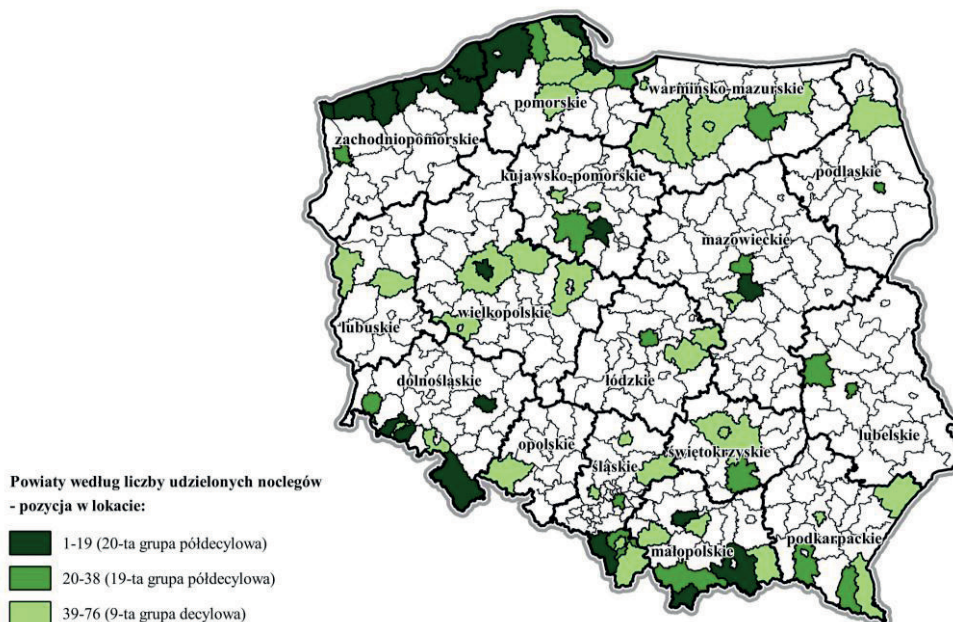 warmińsko-mazurskie
pomorskie
zachodniopomorskie
podlaskie
kujawsko-pomorskie
mazowieckie
wielkopolskie
lubuskie
łódzkie
dolnośląskie
lubelskie
opolskie
świętokrzyskie
śląskie
Powiaty według liczby udzielonych noclegów
- pozycja w lokacie:
1-19 (20-ta grupa półdecylowa)
podkarpackie
małopolskie
20-38 (19-ta grupa półdecylowa)
39-76 (9-ta grupa decylowa)